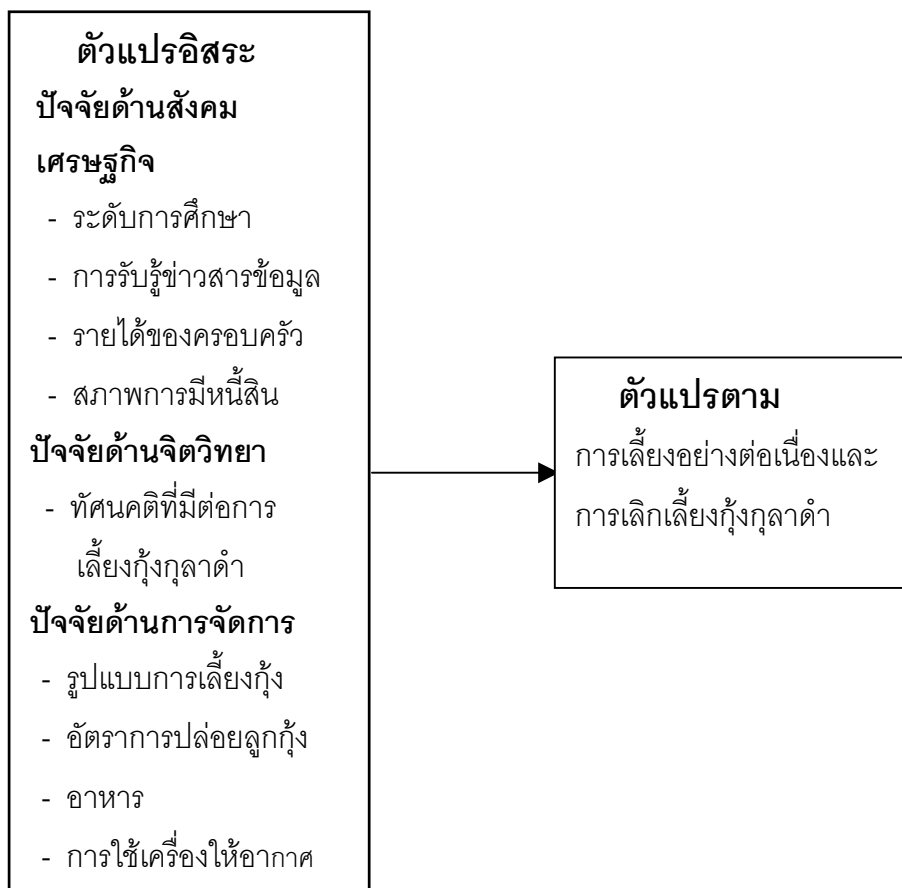 ตัวแปรอิสระ
ปัจจัยด้านสังคม
เศรษฐกิจ
- ระดับการศึกษา
- การรับรู้ข่าวสารข้อมูล
- รายได้ของครอบครัว
- สภาพการมีหนี้สิน
ปัจจัยด้านจิตวิทยา
- ทัศนคติที่มีต่อการ
เลี้ยงกุ้งกุลาดำ
ปัจจัยด้านการจัดการ
- รูปแบบการเลี้ยงกุ้ง
- อัตราการปล่อยลูกกุ้ง
- อาหาร
- การใช้เครื่องให้อากาศ
ตัวแปรตาม
การเลี้ยงอย่างต่อเนื่องและ
การเลิกเลี้ยงกุ้งกุลาดำ